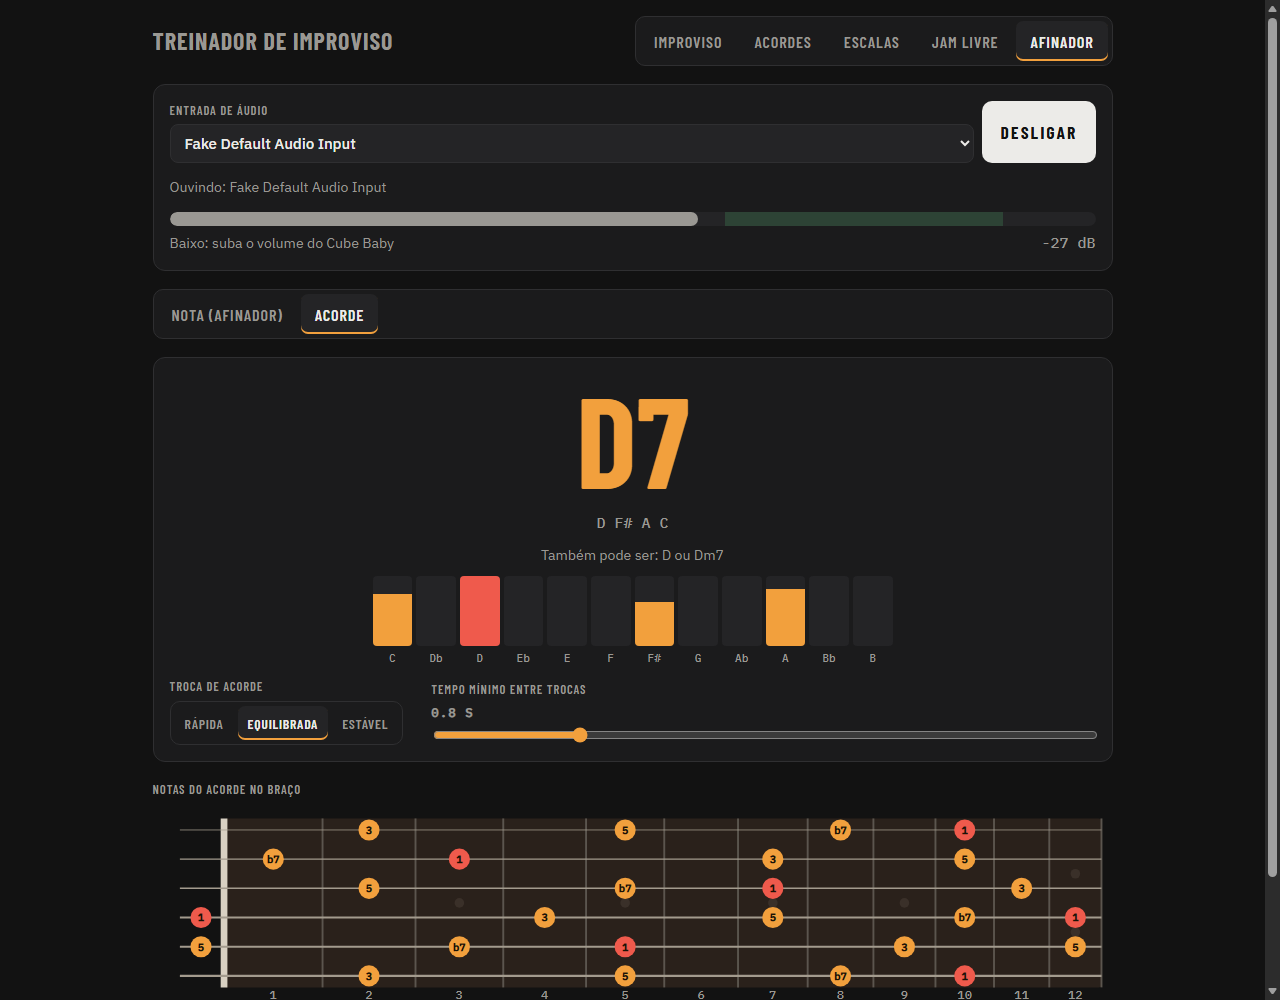 TREINADOR DE IMPROVISO
IMPROVISO ACORDES ESCALAS JAM LIVRE AFINADOR
ENTRADA DE ÁUDIO
Fake Default Audio Input
DESLIGAR
Ouvindo: Fake Default Audio Input
Baixo: suba o volume do Cube Baby -27 dB
NOTA (AFINADOR) ACORDE
D7
D F# A C
Também pode ser: D ou Dm7
C Db D Eb E F F# G Ab A Bb B
TROCA DE ACORDE
RÁPIDA EQUILIBRADA ESTÁVEL
TEMPO MÍNIMO ENTRE TROCAS
0.8 S
NOTAS DO ACORDE NO BRAÇO
3 5 b7 1
b7 1 3 5
5 b7 1 3
1 3 5 b7 1
5 b7 1 3 5
3 5 b7 1
1 2 3 4 5 6 7 8 9 10 11 12